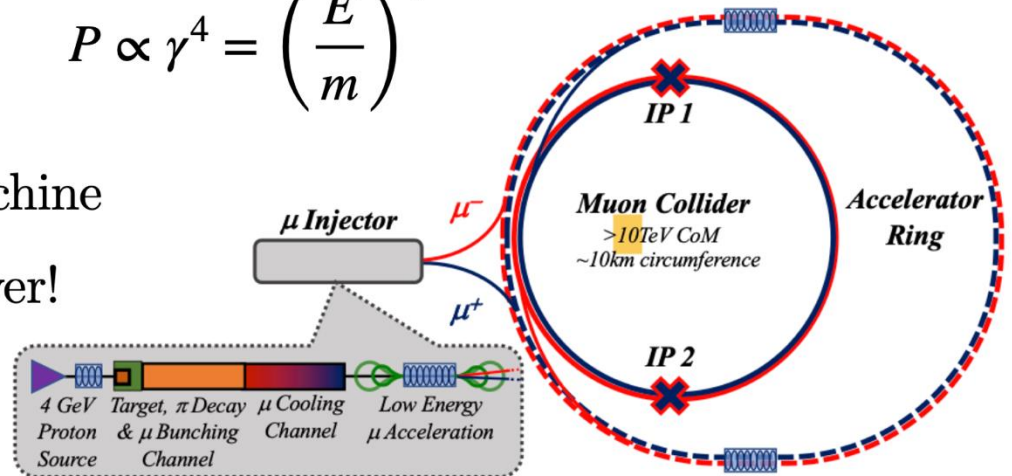 P ∝ γ⁴ = (E/m)
chine
ver!
μ Injector
μ⁻
μ⁺
IP 1
Muon Collider
>10TeV CoM
~10km circumference
IP 2
Accelerator
Ring
4 GeV
Proton
Source
Target, π Decay
& μ Bunching
Channel
μ Cooling
Channel
Low Energy
μ Acceleration